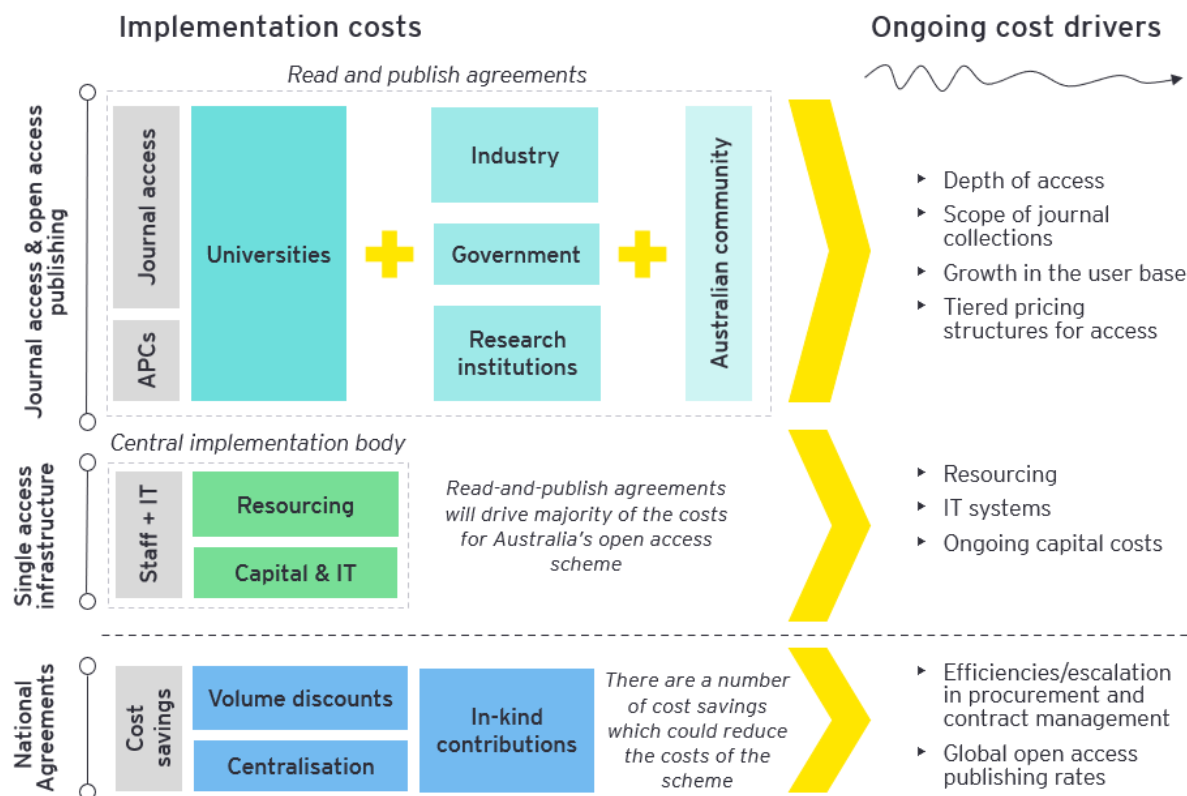 Implementation costs
Ongoing cost drivers
Read and publish agreements
Journal access & open access
publishing
Journal access
APCs
Universities
Industry
Government
Research
institutions
Australian community
Depth of access
Scope of journal
collections
Growth in the user base
Tiered pricing
structures for access
Central implementation body
Single access
infrastructure
Staff + IT
Resourcing
Capital & IT
Read-and-publish agreements
will drive majority of the costs
for Australia's open access
scheme
Resourcing
IT systems
Ongoing capital costs
National
Agreements
Cost
savings
Volume discounts
Centralisation
In-kind
contributions
There are a number
of cost savings
which could reduce
the costs of the
scheme
Efficiencies/escalation
in procurement and
contract management
Global open access
publishing rates